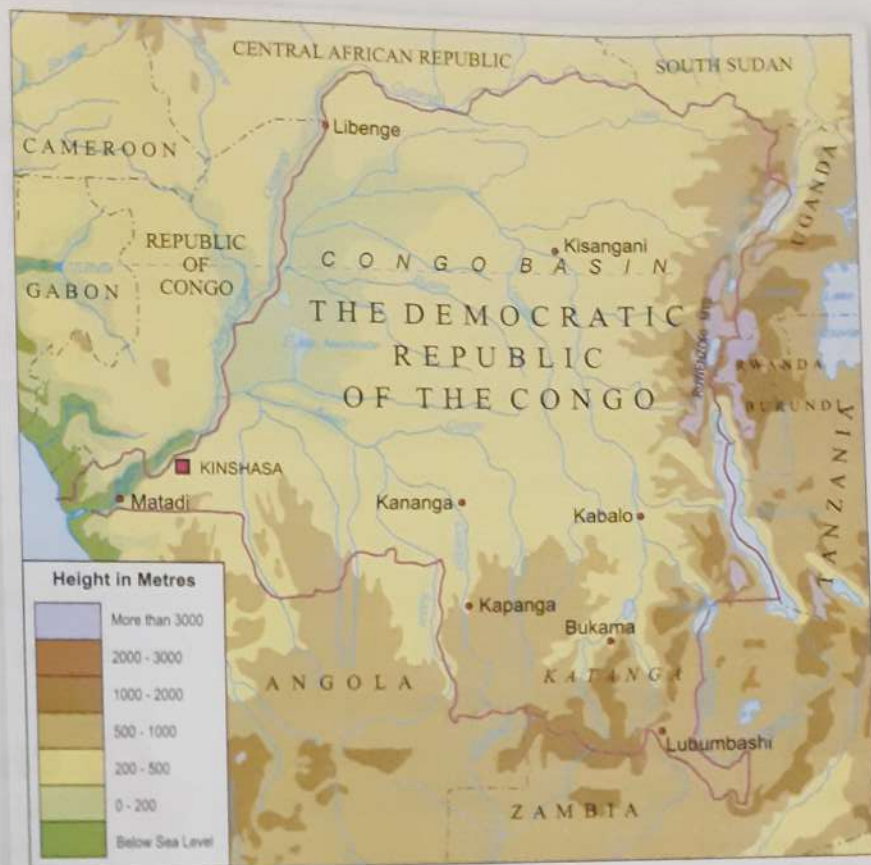 CENTRAL AFRICAN REPUBLIC
SOUTH SUDAN
Libenge
CAMEROON
UGANDA
REPUBLIC
OF
CONGO
Kisangani
CONGO BASIN
GABON
THE DEMOCRATIC
REPUBLIC
OF THE CONGO
RWANDA
BURUNDI
TANZANIA
KINSHASA
Matadi
Kananga
Kabalo
Kapanga
Bukama
KATANGA
ANGOLA
Lubumbashi
ZAMBIA
Height in Metres
More than 3000
2000 - 3000
1000 - 2000
500 - 1000
200 - 500
0 - 200
Below Sea Level